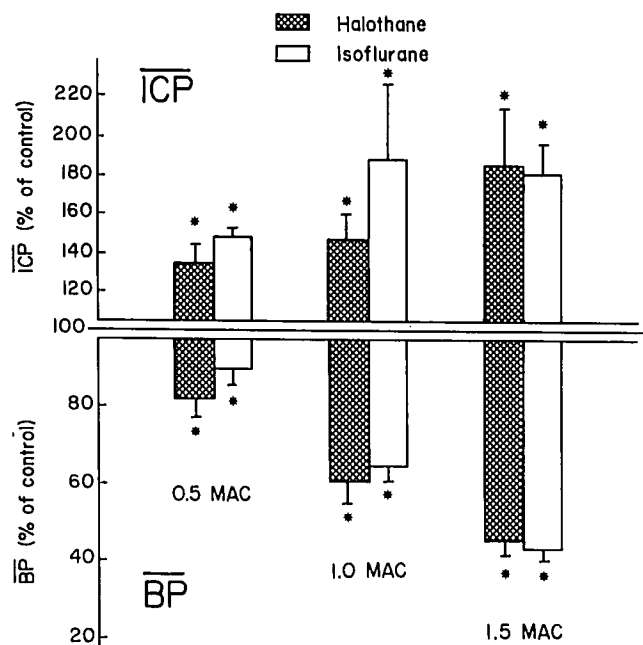 Halothane
Isoflurane
ICP
ICP (% of control)
220
200
180
160
140
120
100
80
60
40
20
BP (% of control)
BP
0.5 MAC
1.0 MAC
1.5 MAC
* * * * * *
* * * * * *